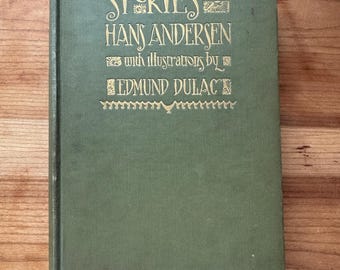 STORIES
HANS ANDERSEN
with illustrations by
EDMUND DULAC